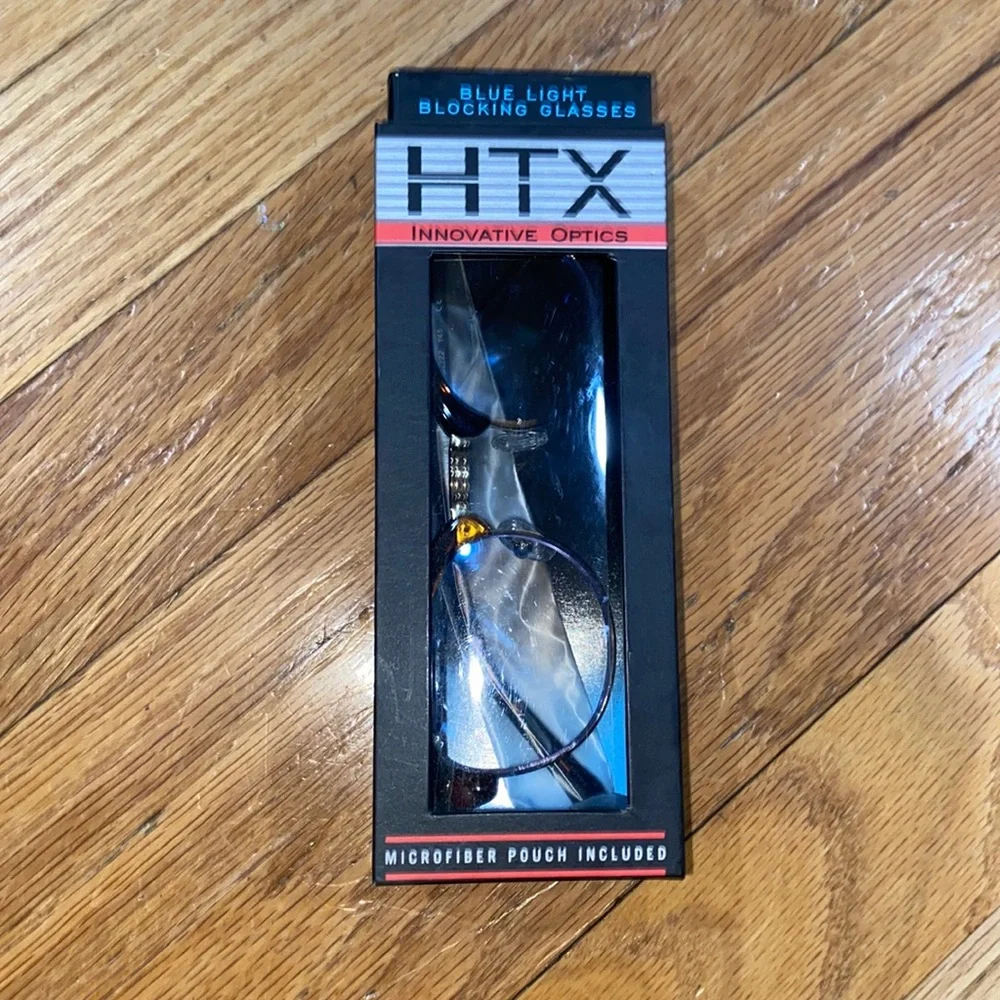 BLUE LIGHT
BLOCKING GLASSES
HTX
INNOVATIVE OPTICS
MICROFIBER POUCH INCLUDED